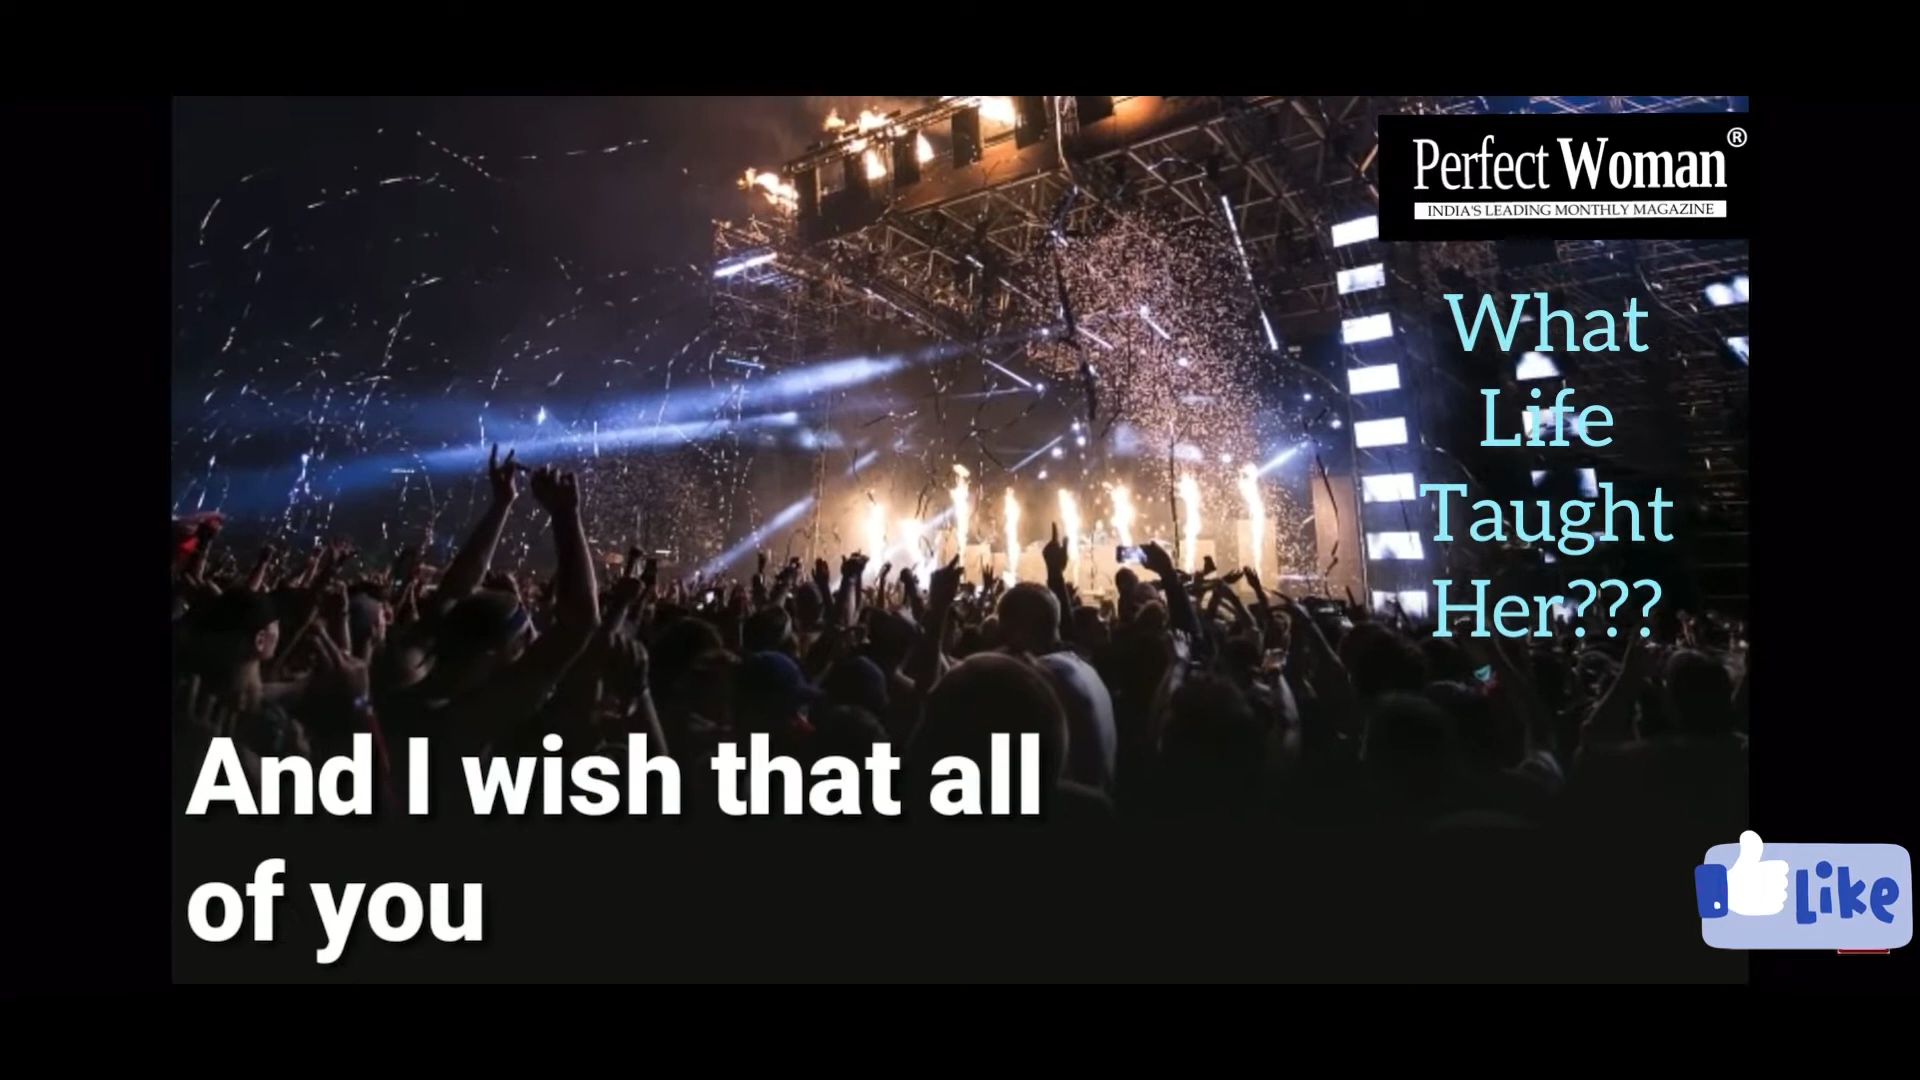 Perfect Woman®
INDIA'S LEADING MONTHLY MAGAZINE
What
Life
Taught
Her???
And I wish that all
of you
Like